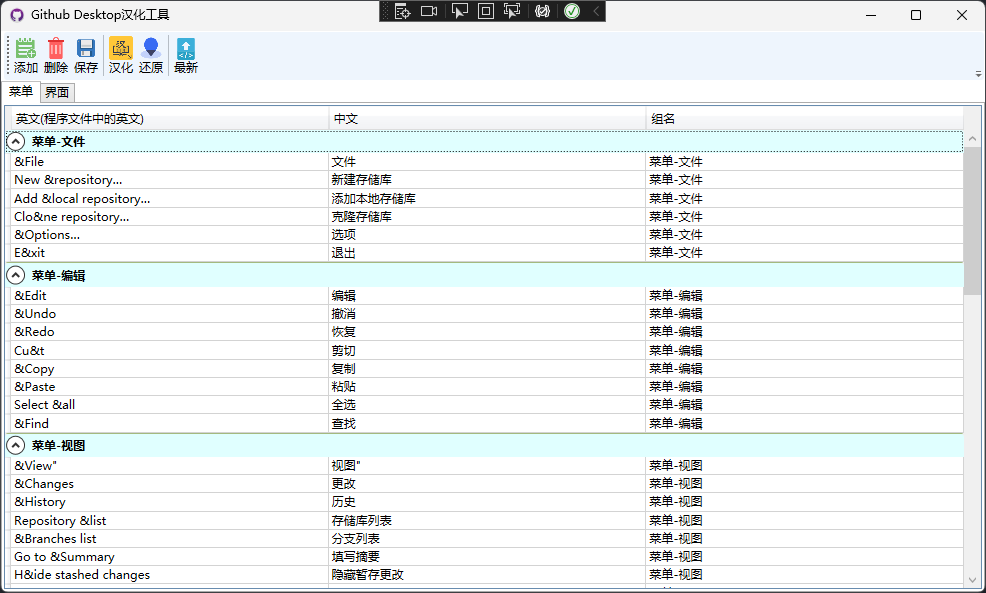 Github Desktop汉化工具
添加 删除 保存 汉化 还原 最新
菜单 界面
英文(程序文件中的英文) 中文 组名
菜单-文件
&File 文件 菜单-文件
New &repository... 新建存储库 菜单-文件
Add &local repository... 添加本地存储库 菜单-文件
Clo&ne repository... 克隆存储库 菜单-文件
&Options... 选项 菜单-文件
E&xit 退出 菜单-文件
菜单-编辑
&Edit 编辑 菜单-编辑
&Undo 撤消 菜单-编辑
&Redo 恢复 菜单-编辑
Cu&t 剪切 菜单-编辑
&Copy 复制 菜单-编辑
&Paste 粘贴 菜单-编辑
Select &all 全选 菜单-编辑
&Find 查找 菜单-编辑
菜单-视图
&View" 视图" 菜单-视图
&Changes 更改 菜单-视图
&History 历史 菜单-视图
Repository &list 存储库列表 菜单-视图
&Branches list 分支列表 菜单-视图
Go to &Summary 填写摘要 菜单-视图
H&ide stashed changes 隐藏暂存更改 菜单-视图